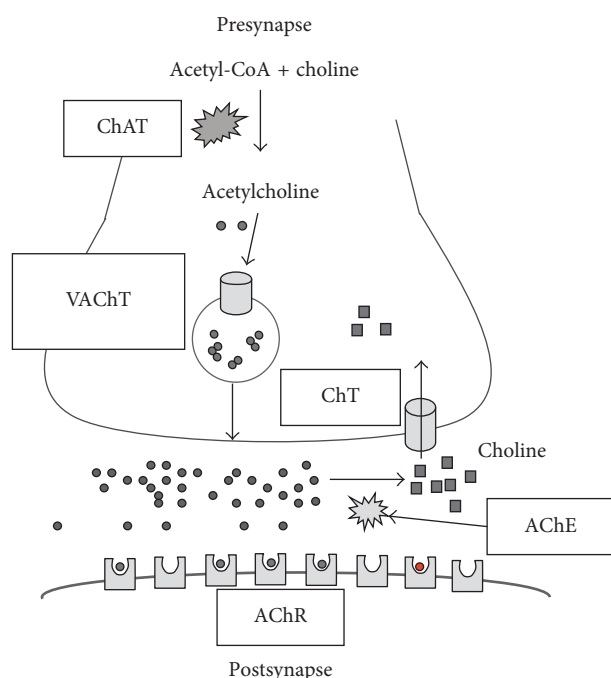 Presynapse
Acetyl-CoA + choline
ChAT
Acetylcholine
VAChT
ChT
Choline
AChE
AChR
Postsynapse